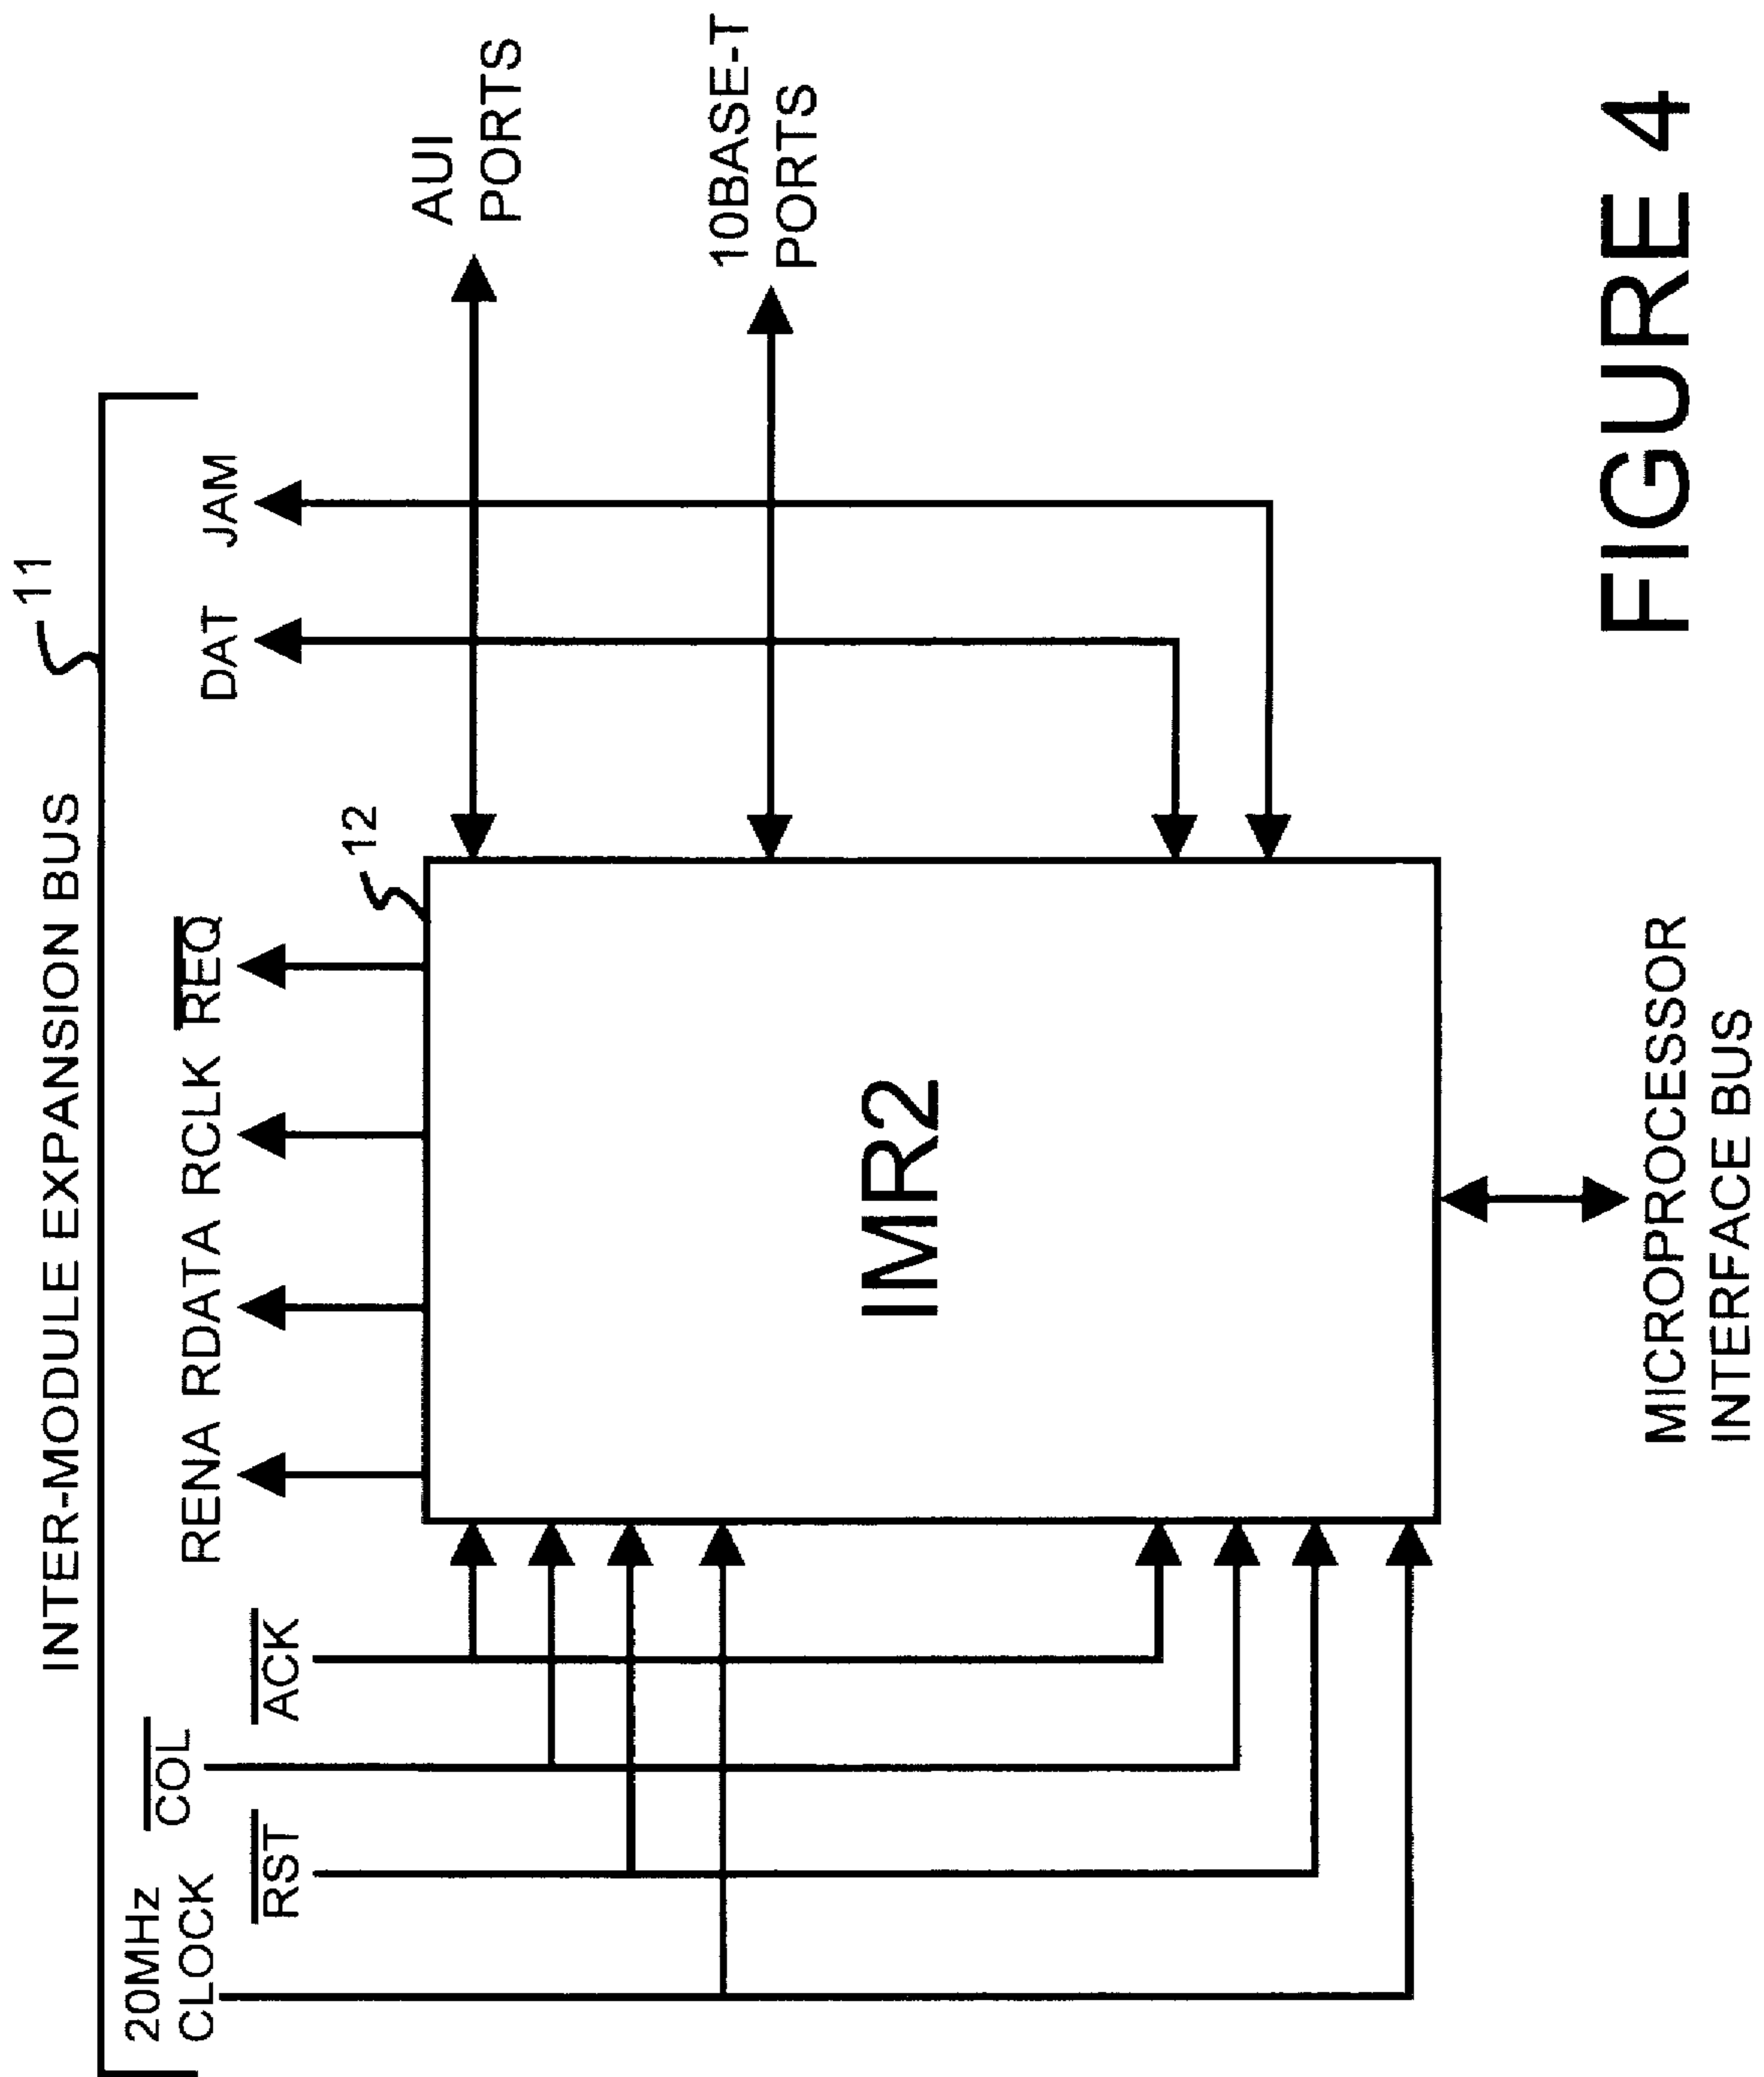 INTER-MODULE EXPANSION BUS
11
20MHz
CLOCK
COL
RST
ACK
RENA RDATA RCLK REQ
DAT JAM
12
AUI
PORTS
10BASE-T
PORTS
IMR2
MICROPROCESSOR
INTERFACE BUS
FIGURE 4